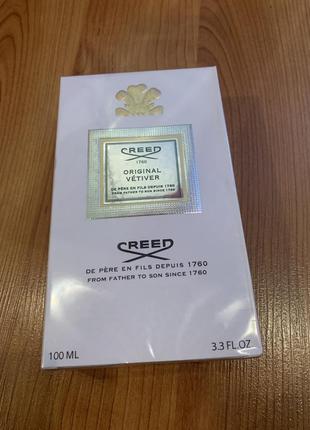 CREED
1760
ORIGINAL
VÉTIVER
DE PÈRE EN FILS DEPUIS 1760
FROM FATHER TO SON SINCE 1760
CREED
DE PÈRE EN FILS DEPUIS 1760
FROM FATHER TO SON SINCE 1760
100 ML 3.3 FL.OZ